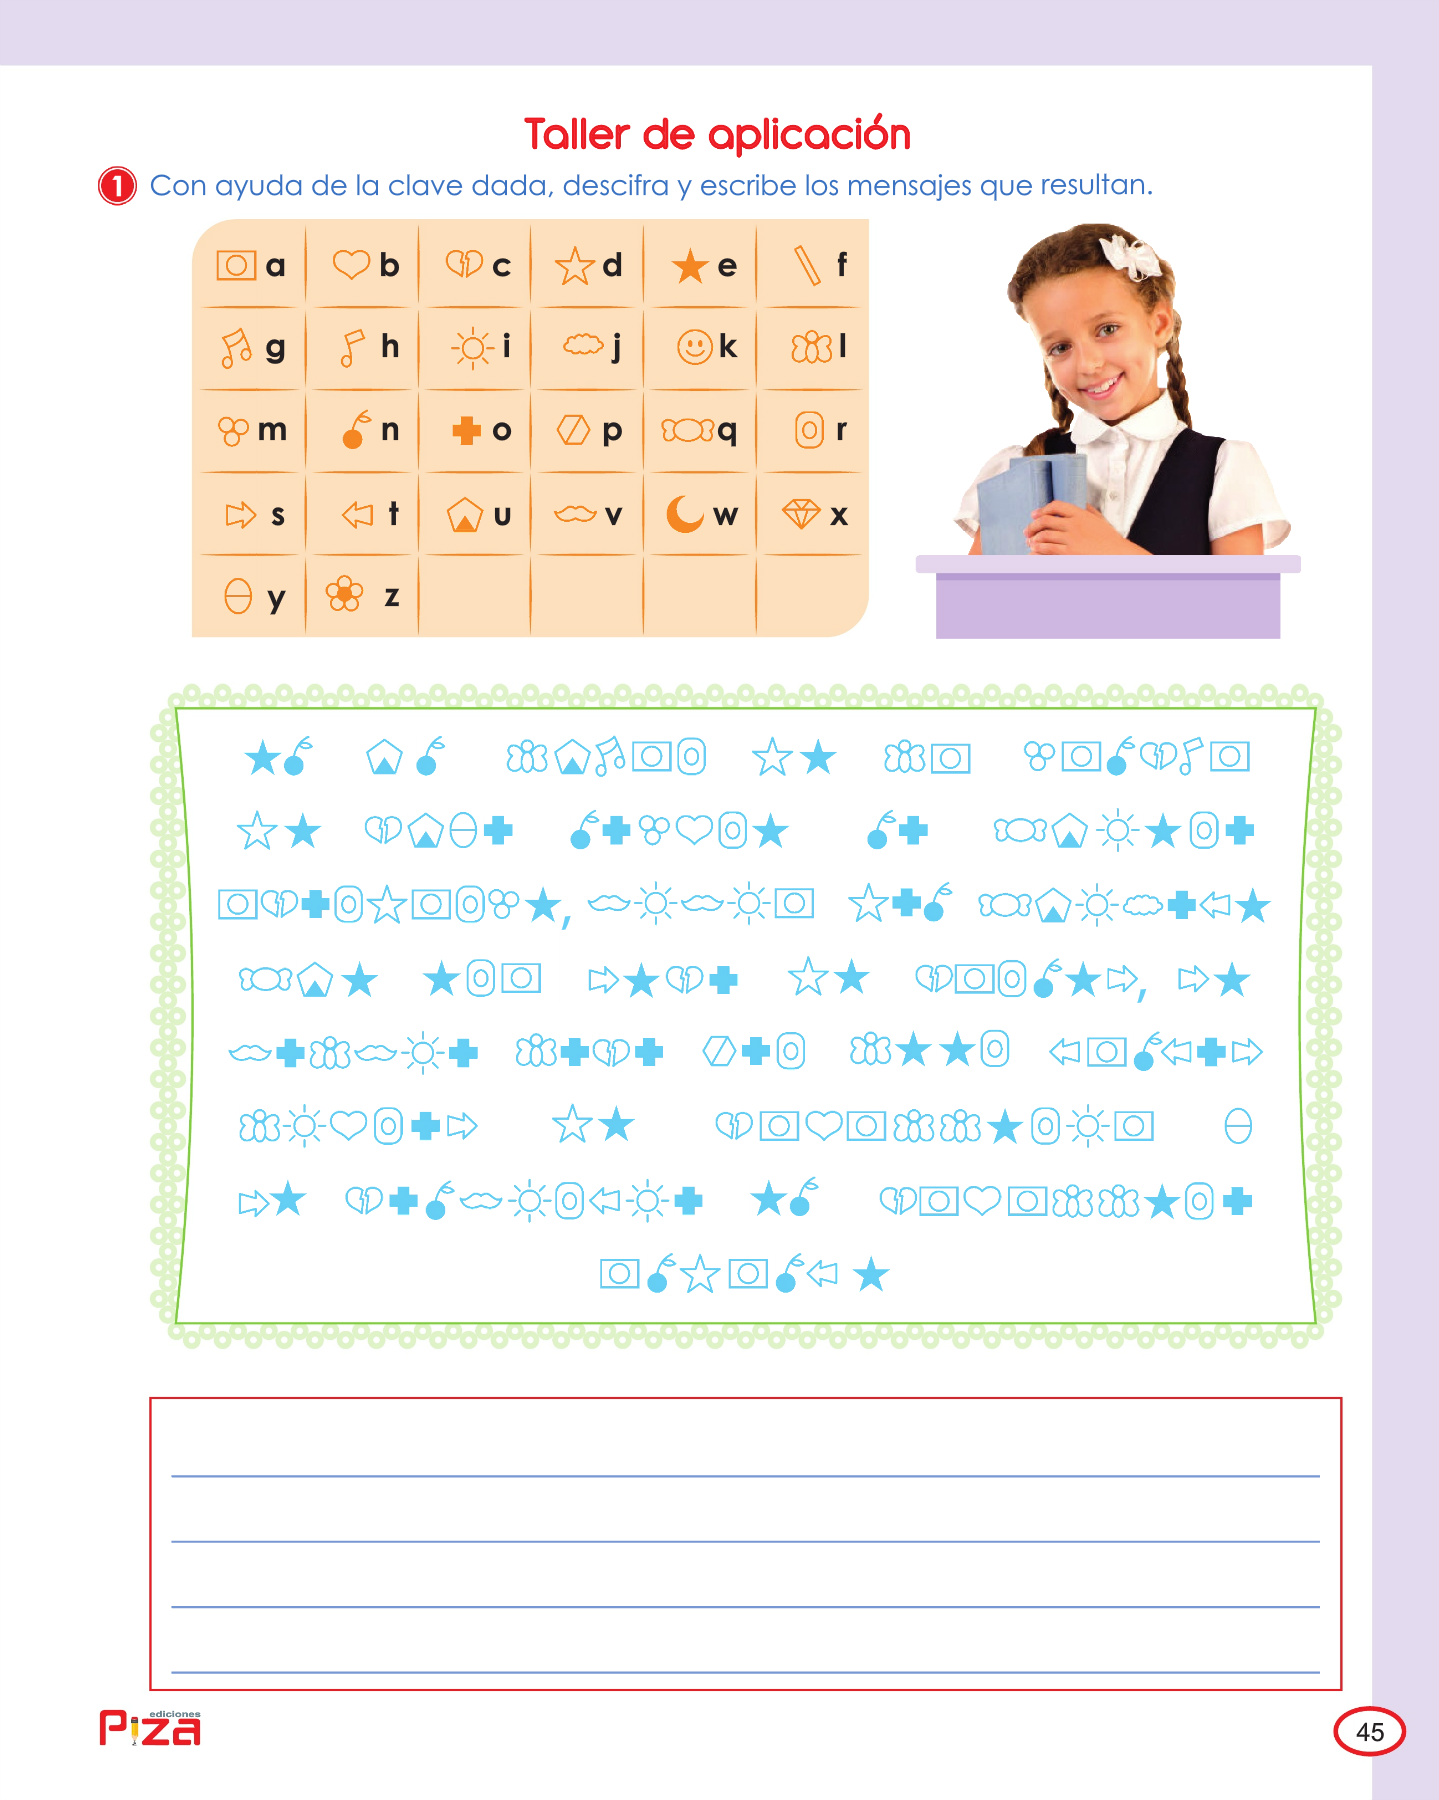 Taller de aplicación
1 Con ayuda de la clave dada, descifra y escribe los mensajes que resultan.
a b c d e f
g h i j k l
m n o p q r
s t u v w x
y z
, 
,
ediciones
Piza
45